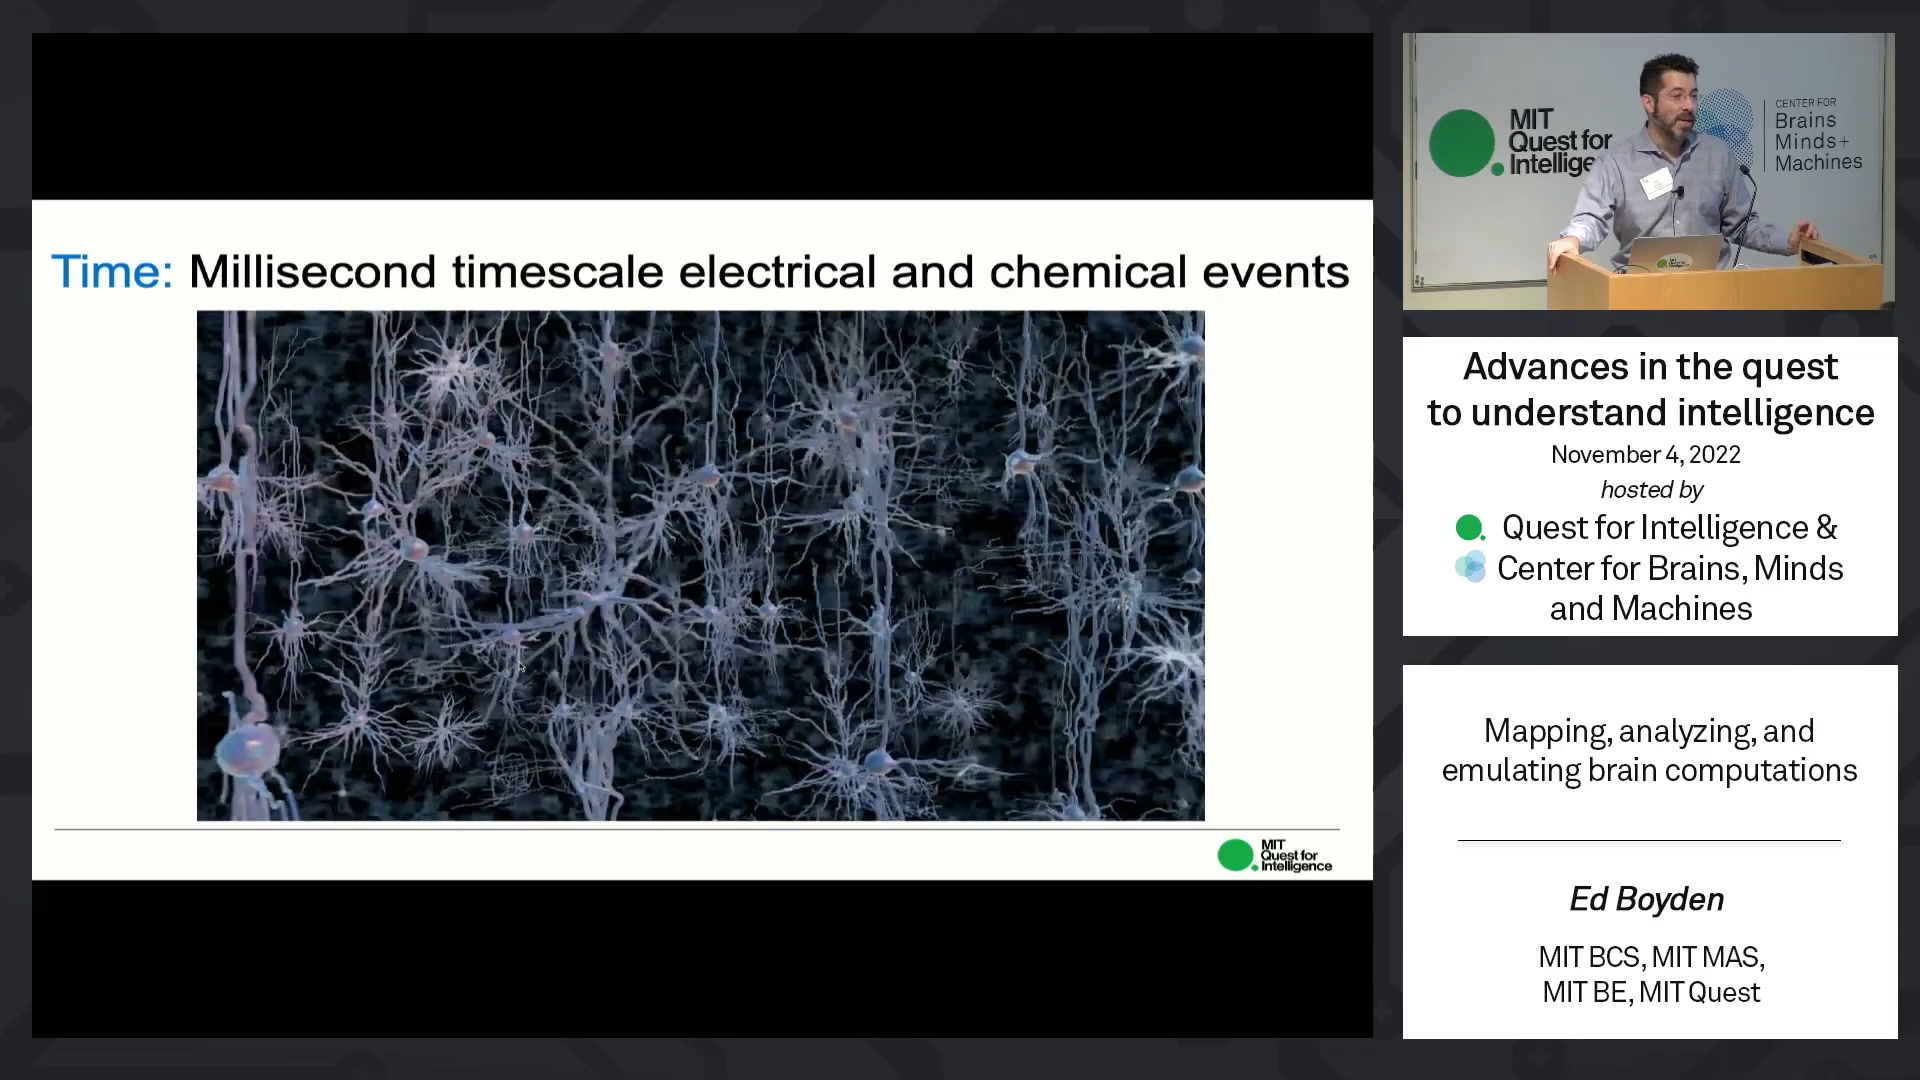 Time: Millisecond timescale electrical and chemical events
MIT
Quest for
Intelligence
MIT
Quest for
Intellige
CENTER FOR
Brains
Minds+
Machines
Advances in the quest
to understand intelligence
November 4, 2022
hosted by
Quest for Intelligence &
Center for Brains, Minds
and Machines
Mapping, analyzing, and
emulating brain computations
Ed Boyden
MIT BCS, MIT MAS,
MIT BE, MIT Quest